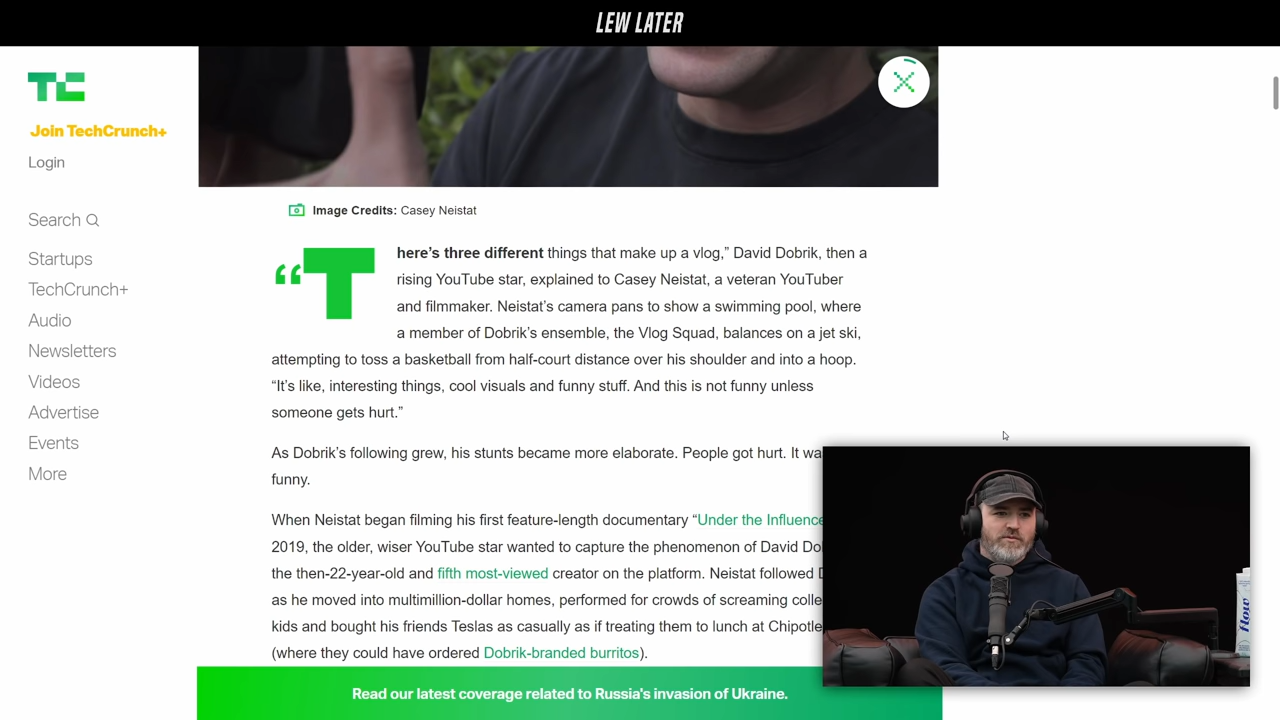 LEW LATER
TC
Join TechCrunch+
Login
Search
Startups
TechCrunch+
Audio
Newsletters
Videos
Advertise
Events
More
Image Credits: Casey Neistat
“There’s three different things that make up a vlog,” David Dobrik, then a
rising YouTube star, explained to Casey Neistat, a veteran YouTuber
and filmmaker. Neistat’s camera pans to show a swimming pool, where
a member of Dobrik’s ensemble, the Vlog Squad, balances on a jet ski,
attempting to toss a basketball from half-court distance over his shoulder and into a hoop.
“It’s like, interesting things, cool visuals and funny stuff. And this is not funny unless
someone gets hurt.”
As Dobrik’s following grew, his stunts became more elaborate. People got hurt. It wa
funny.
When Neistat began filming his first feature-length documentary “Under the Influence
2019, the older, wiser YouTube star wanted to capture the phenomenon of David Do
the then-22-year-old and fifth most-viewed creator on the platform. Neistat followed D
as he moved into multimillion-dollar homes, performed for crowds of screaming colle
kids and bought his friends Teslas as casually as if treating them to lunch at Chipotle
(where they could have ordered Dobrik-branded burritos).
Read our latest coverage related to Russia's invasion of Ukraine.
flow